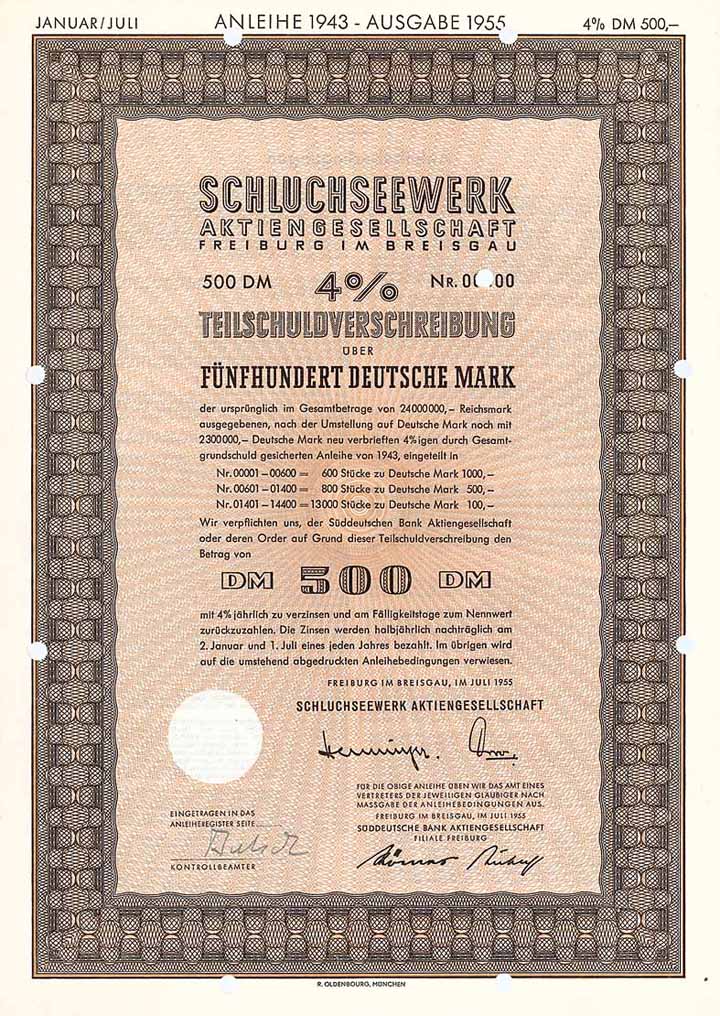 JANUAR/JULI
ANLEIHE 1943 - AUSGABE 1955
4% DM 500,–
SCHLUCHSEEWERK
AKTIENGESELLSCHAFT
FREIBURG IM BREISGAU
500 DM 4% NR. 00 00
TEILSCHULDVERSCHREIBUNG
ÜBER
FÜNFHUNDERT DEUTSCHE MARK
der ursprünglich im Gesamtbetrage von 24000000,– Reichsmark
ausgegebenen, nach der Umstellung auf Deutsche Mark noch mit
2300000,– Deutsche Mark neu verbrieften 4%igen durch Gesamt-
grundschuld gesicherten Anleihe von 1943, eingeteilt in
Nr. 00001–00600 = 600 Stücke zu Deutsche Mark 1000,–
Nr. 00601–01400 = 800 Stücke zu Deutsche Mark 500,–
Nr. 01401–14400 = 13000 Stücke zu Deutsche Mark 100,–
Wir verpflichten uns, der Süddeutschen Bank Aktiengesellschaft
oder deren Order auf Grund dieser Teilschuldverschreibung den
Betrag von
DM 500 DM
mit 4% jährlich zu verzinsen und am Fälligkeitstage zum Nennwert
zurückzuzahlen. Die Zinsen werden halbjährlich nachträglich am
2. Januar und 1. Juli eines jeden Jahres bezahlt. Im übrigen wird
auf die umstehend abgedruckten Anleihebedingungen verwiesen.
FREIBURG IM BREISGAU, IM JULI 1955
SCHLUCHSEEWERK AKTIENGESELLSCHAFT
FÜR DIE OBIGE ANLEIHE ÜBEN WIR DAS AMT EINES
VERTRETERS DER JEWEILIGEN GLÄUBIGER NACH
MASSGABE DER ANLEIHEBEDINGUNGEN AUS.
FREIBURG IM BREISGAU, IM JULI 1955
SÜDDEUTSCHE BANK AKTIENGESELLSCHAFT
FILIALE FREIBURG
EINGETRAGEN IN DAS
ANLEIHEREGISTER SEITE
KONTROLLBEAMTER
R. OLDENBOURG, MÜNCHEN